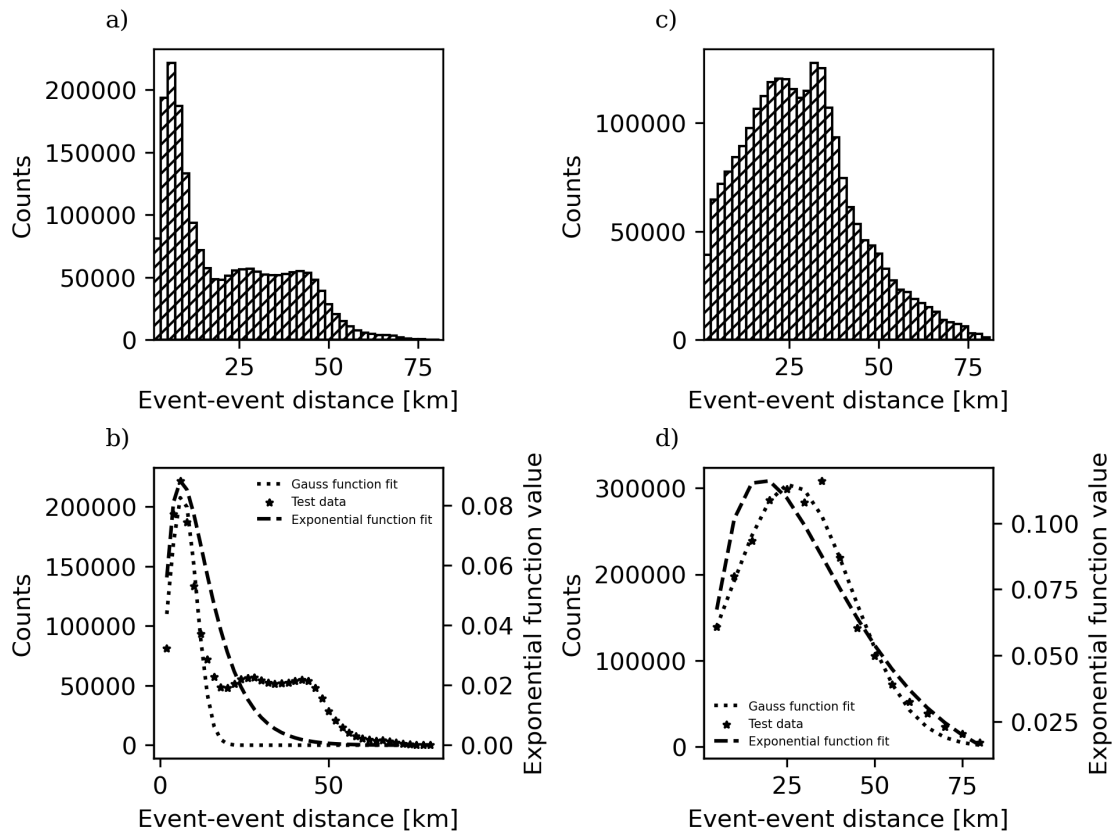 a)
200000
150000
100000
50000
0
Counts
25 50 75
Event-event distance [km]
c)
100000
50000
0
Counts
25 50 75
Event-event distance [km]
b)
200000
150000
100000
50000
0
Counts
Gauss function fit
Test data
Exponential function fit
0.08
0.06
0.04
0.02
0.00
Exponential function value
0 50
Event-event distance [km]
d)
300000
200000
100000
0
Counts
Gauss function fit
Test data
Exponential function fit
0.100
0.075
0.050
0.025
Exponential function value
25 50 75
Event-event distance [km]